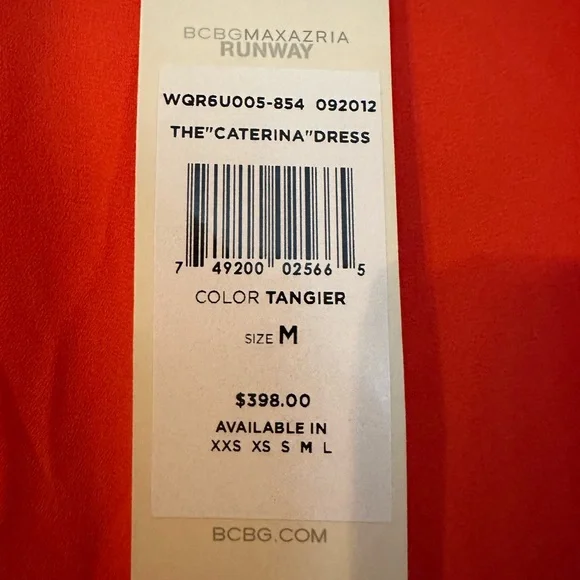 BCBGMAXAZRIA
RUNWAY
WQR6U005-854 092012
THE"CATERINA"DRESS
7 49200 02566 5
COLOR TANGIER
SIZE M
$398.00
AVAILABLE IN
XXS XS S M L
BCBG.COM